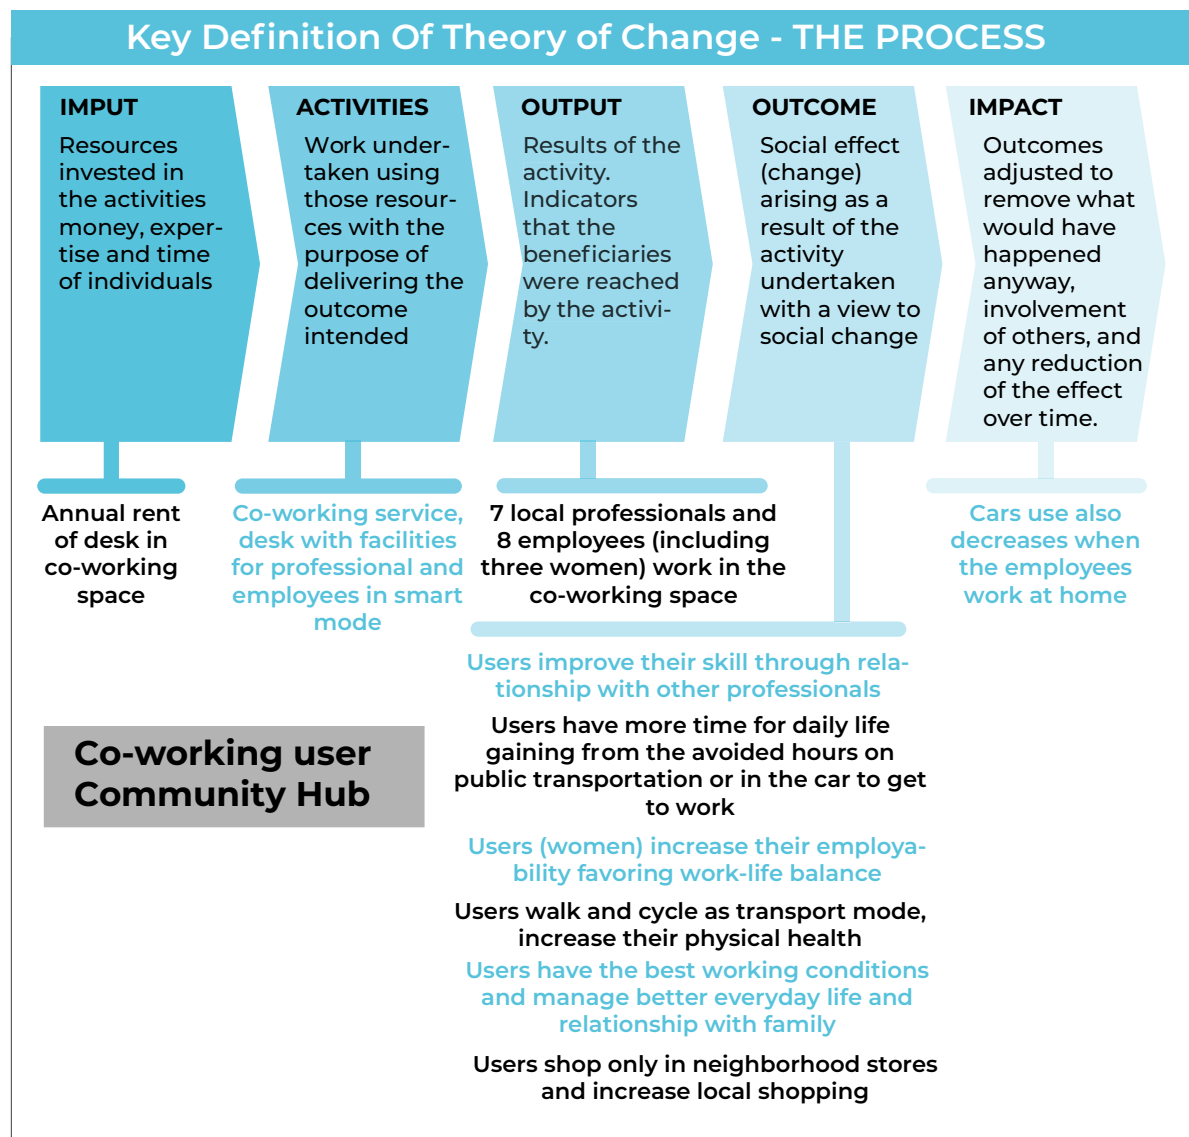 Key Definition Of Theory of Change - THE PROCESS
IMPUT
Resources
invested in
the activities
money, exper-
tise and time
of individuals
ACTIVITIES
Work under-
taken using
those resour-
ces with the
purpose of
delivering the
outcome
intended
OUTPUT
Results of the
activity.
Indicators
that the
beneficiaries
were reached
by the activi-
ty.
OUTCOME
Social effect
(change)
arising as a
result of the
activity
undertaken
with a view to
social change
IMPACT
Outcomes
adjusted to
remove what
would have
happened
anyway,
involvement
of others, and
any reduction
of the effect
over time.
Annual rent
of desk in
co-working
space
Co-working service,
desk with facilities
for professional and
employees in smart
mode
7 local professionals and
8 employees (including
three women) work in the
co-working space
Cars use also
decreases when
the employees
work at home
Users improve their skill through rela-
tionship with other professionals
Users have more time for daily life
gaining from the avoided hours on
public transportation or in the car to get
to work
Users (women) increase their employa-
bility favoring work-life balance
Users walk and cycle as transport mode,
increase their physical health
Users have the best working conditions
and manage better everyday life and
relationship with family
Users shop only in neighborhood stores
and increase local shopping
Co-working user
Community Hub